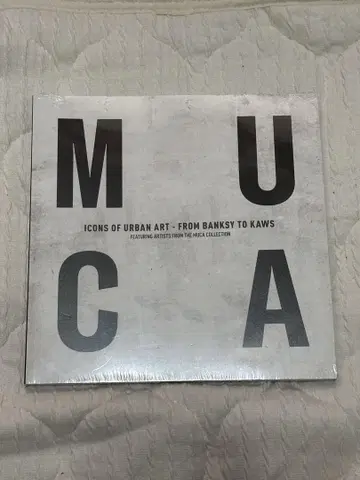 M U
ICONS OF URBAN ART - FROM BANKSY TO KAWS
FEATURING ARTISTS FROM THE MUCA COLLECTION
C A